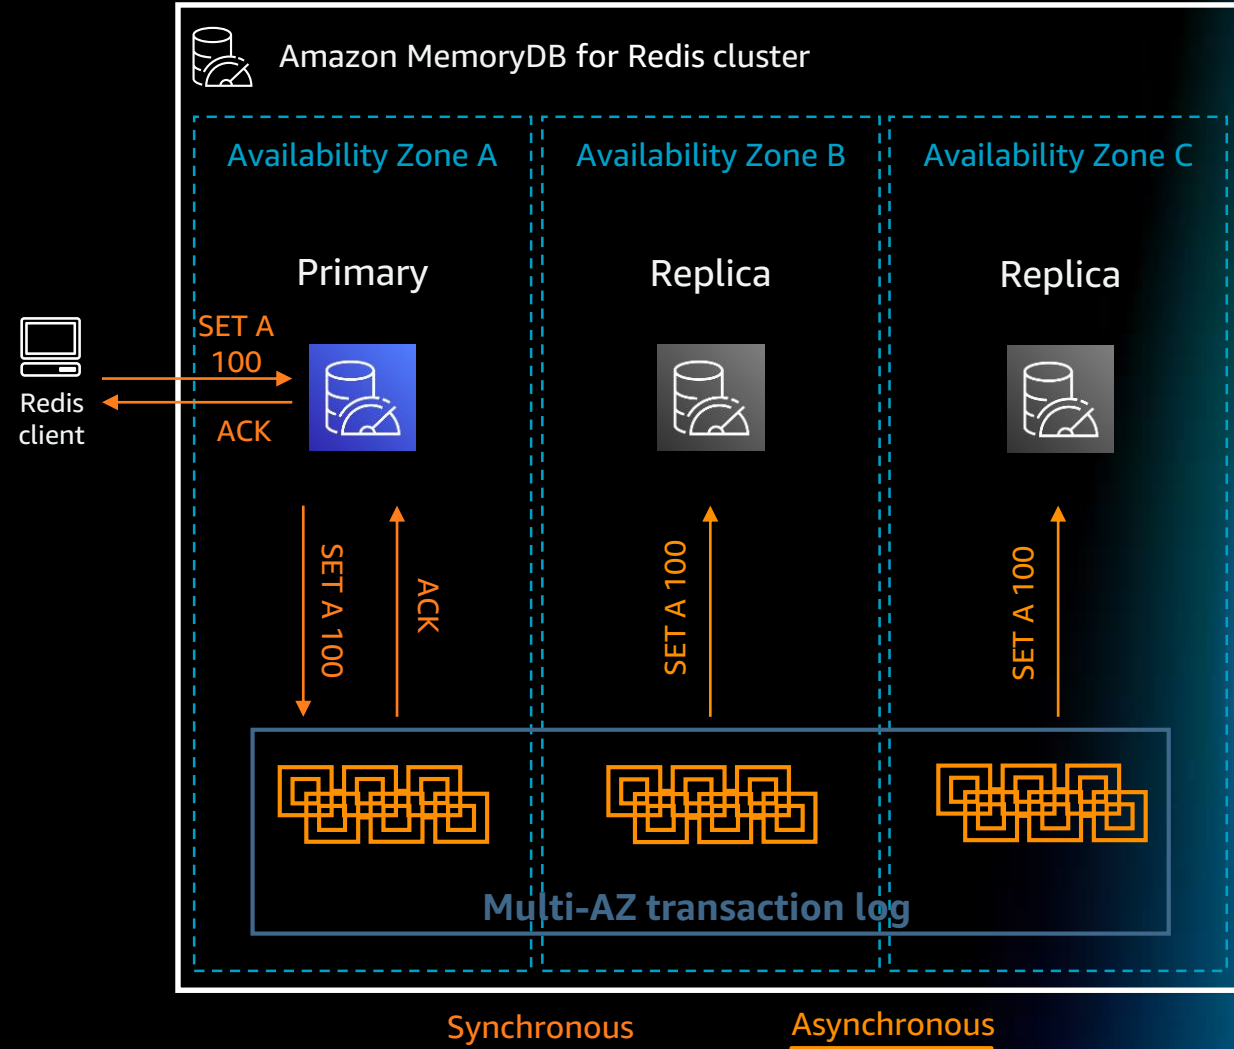 Amazon MemoryDB for Redis cluster
Availability Zone A
Availability Zone B
Availability Zone C
Primary
Replica
Replica
SET A
100
ACK
Redis
client
SET A 100
ACK
SET A 100
SET A 100
Multi-AZ transaction log
Synchronous
Asynchronous